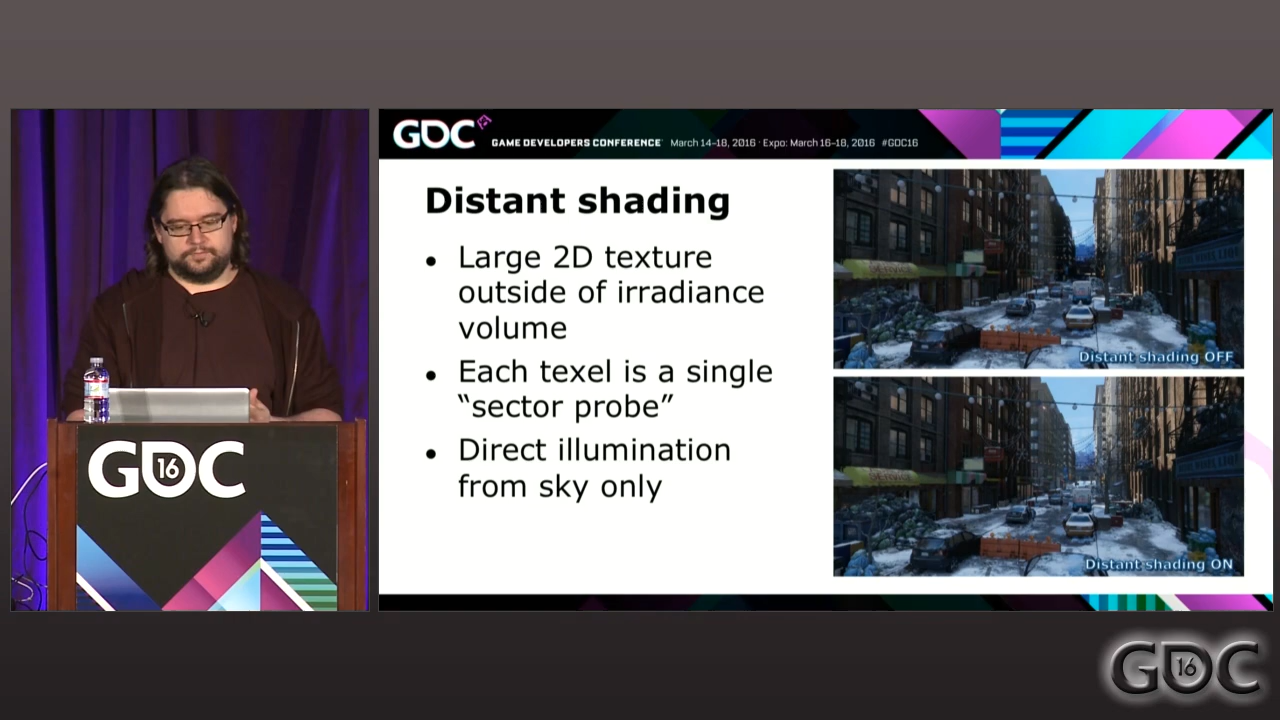 GDC
GAME DEVELOPERS CONFERENCE March 14-18, 2016 · Expo: March 16-18, 2016 #GDC16
Distant shading
• Large 2D texture
outside of irradiance
volume
• Each texel is a single
“sector probe”
• Direct illumination
from sky only
Distant shading OFF
Distant shading ON
GDC
16
GDC
16